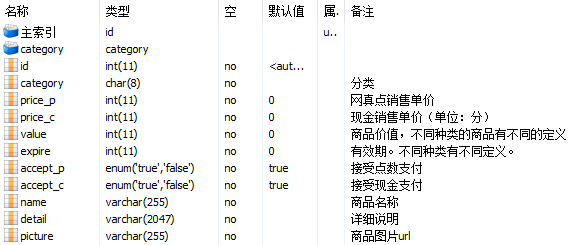 名称 类型 空 默认值 属. 备注
主索引 id u..
category category
id int(11) no <aut...
category char(8) no 分类
price_p int(11) no 0 网真点销售单价
price_c int(11) no 0 现金销售单价（单位：分）
value int(11) no 0 商品价值，不同种类的商品有不同的定义
expire int(11) no 0 有效期。不同种类有不同定义。
accept_p enum('true','false') no true 接受点数支付
accept_c enum('true','false') no true 接受现金支付
name varchar(255) no 商品名称
detail varchar(2047) no 详细说明
picture varchar(255) no 商品图片url